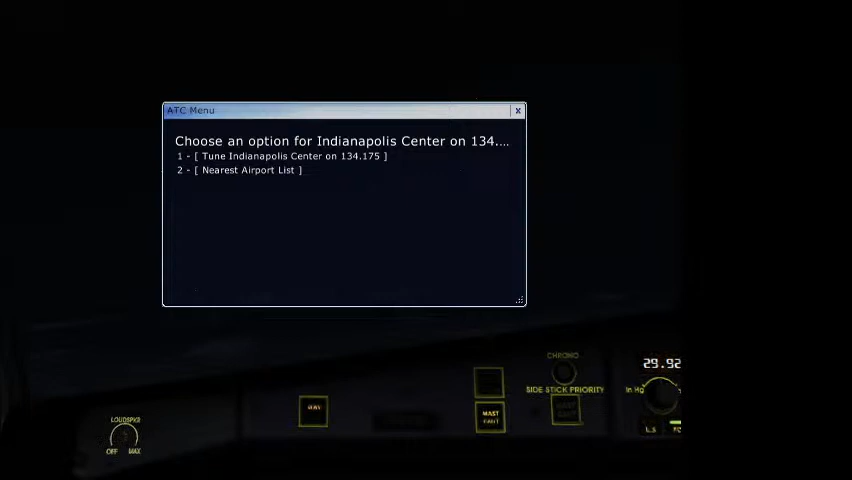 ATC Menu x
Choose an option for Indianapolis Center on 134....
1 - [ Tune Indianapolis Center on 134.175 ]
2 - [ Nearest Airport List ]
CHRONO
29.92
SIDE STICK PRIORITY
in Hg
MAST
LOUDSPKR
OFF MAX